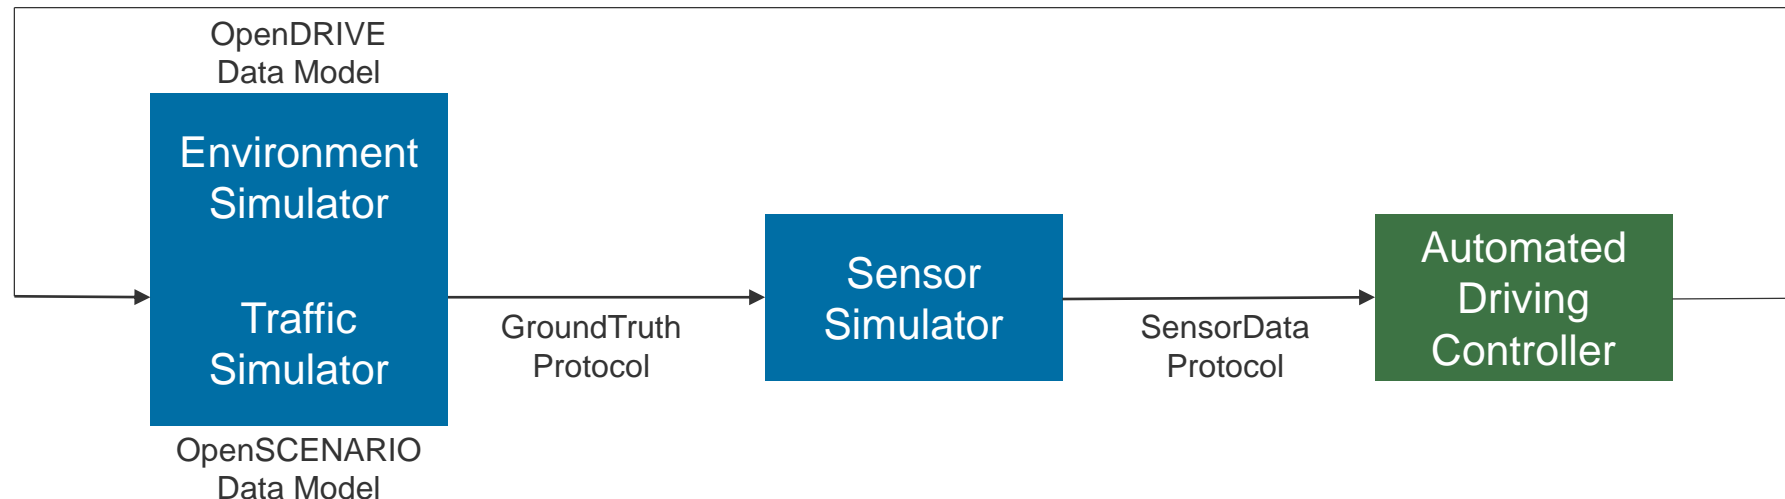 OpenDRIVE
Data Model
Environment
Simulator
Traffic
Simulator
OpenSCENARIO
Data Model
GroundTruth
Protocol
Sensor
Simulator
SensorData
Protocol
Automated
Driving
Controller